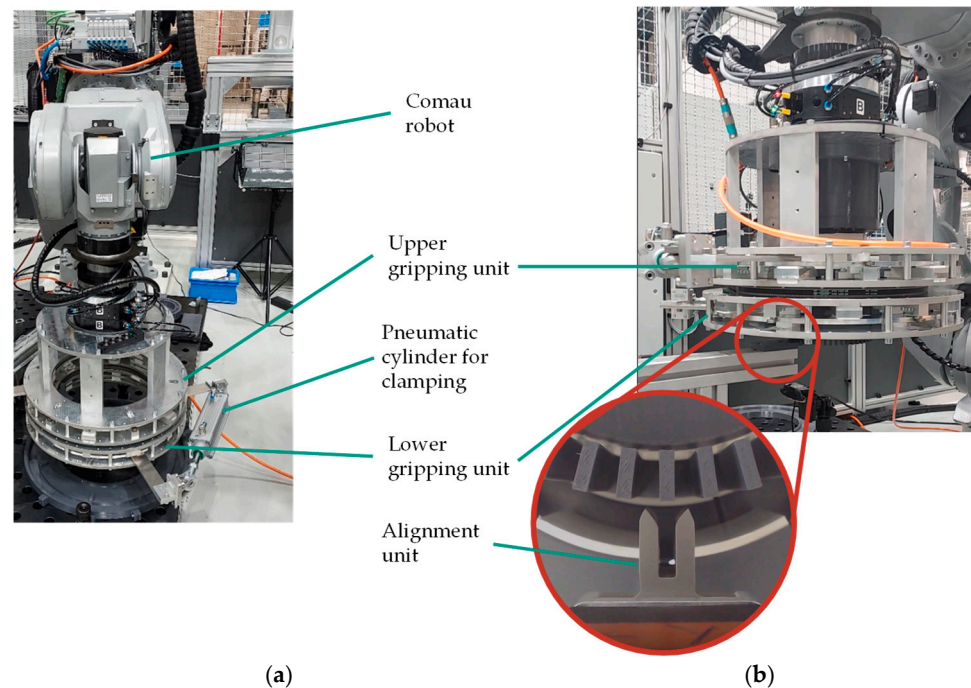 Comau
robot
Upper
gripping unit
Pneumatic
cylinder for
clamping
Lower
gripping unit
Alignment
unit
B
B
B
(a)
(b)